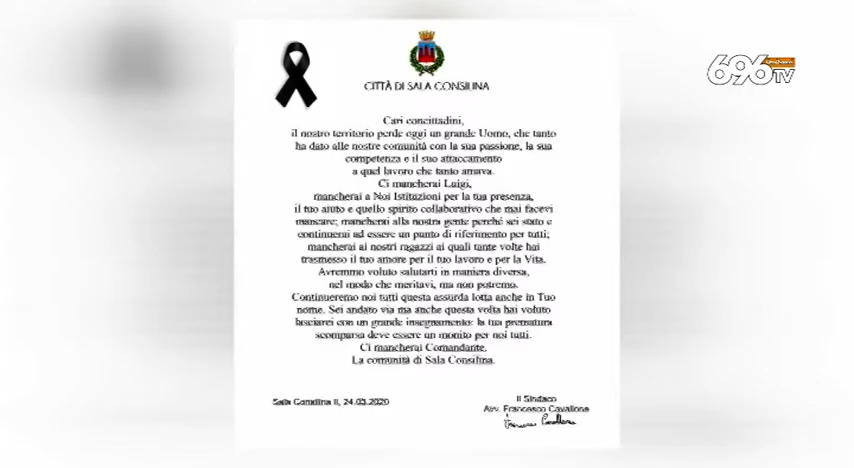 696 TV
CITTÀ DI SALA CONSILINA
Cari concittadini,
il nostro territorio perde oggi un grande Uomo, che tanto
ha dato alle nostre comunità con la sua passione, la sua
competenza e il suo attaccamento
a quel lavoro che tanto amava.
Ci mancherai Luigi,
mancherai a Noi Istituzioni per la tua presenza,
il tuo aiuto e quello spirito collaborativo che mai facevi
mancare; mancherai alla nostra gente perché sei stato e
continuerai ad essere un punto di riferimento per tutti;
mancherai ai nostri ragazzi ai quali tante volte hai
trasmesso il tuo amore per il tuo lavoro e per la Vita.
Avremmo voluto salutarti in maniera diversa,
nel modo che meritavi, ma non potremo.
Continueremo noi tutti questa assurda lotta anche in Tuo
nome. Sei andato via ma anche questa volta hai voluto
lasciarci con un grande insegnamento: la tua prematura
scomparsa deve essere un monito per noi tutti.
Ci mancherai Comandante.
La comunità di Sala Consilina.
Sala Consilina lì, 24.03.2020
Il Sindaco
Avv. Francesco Cavallone